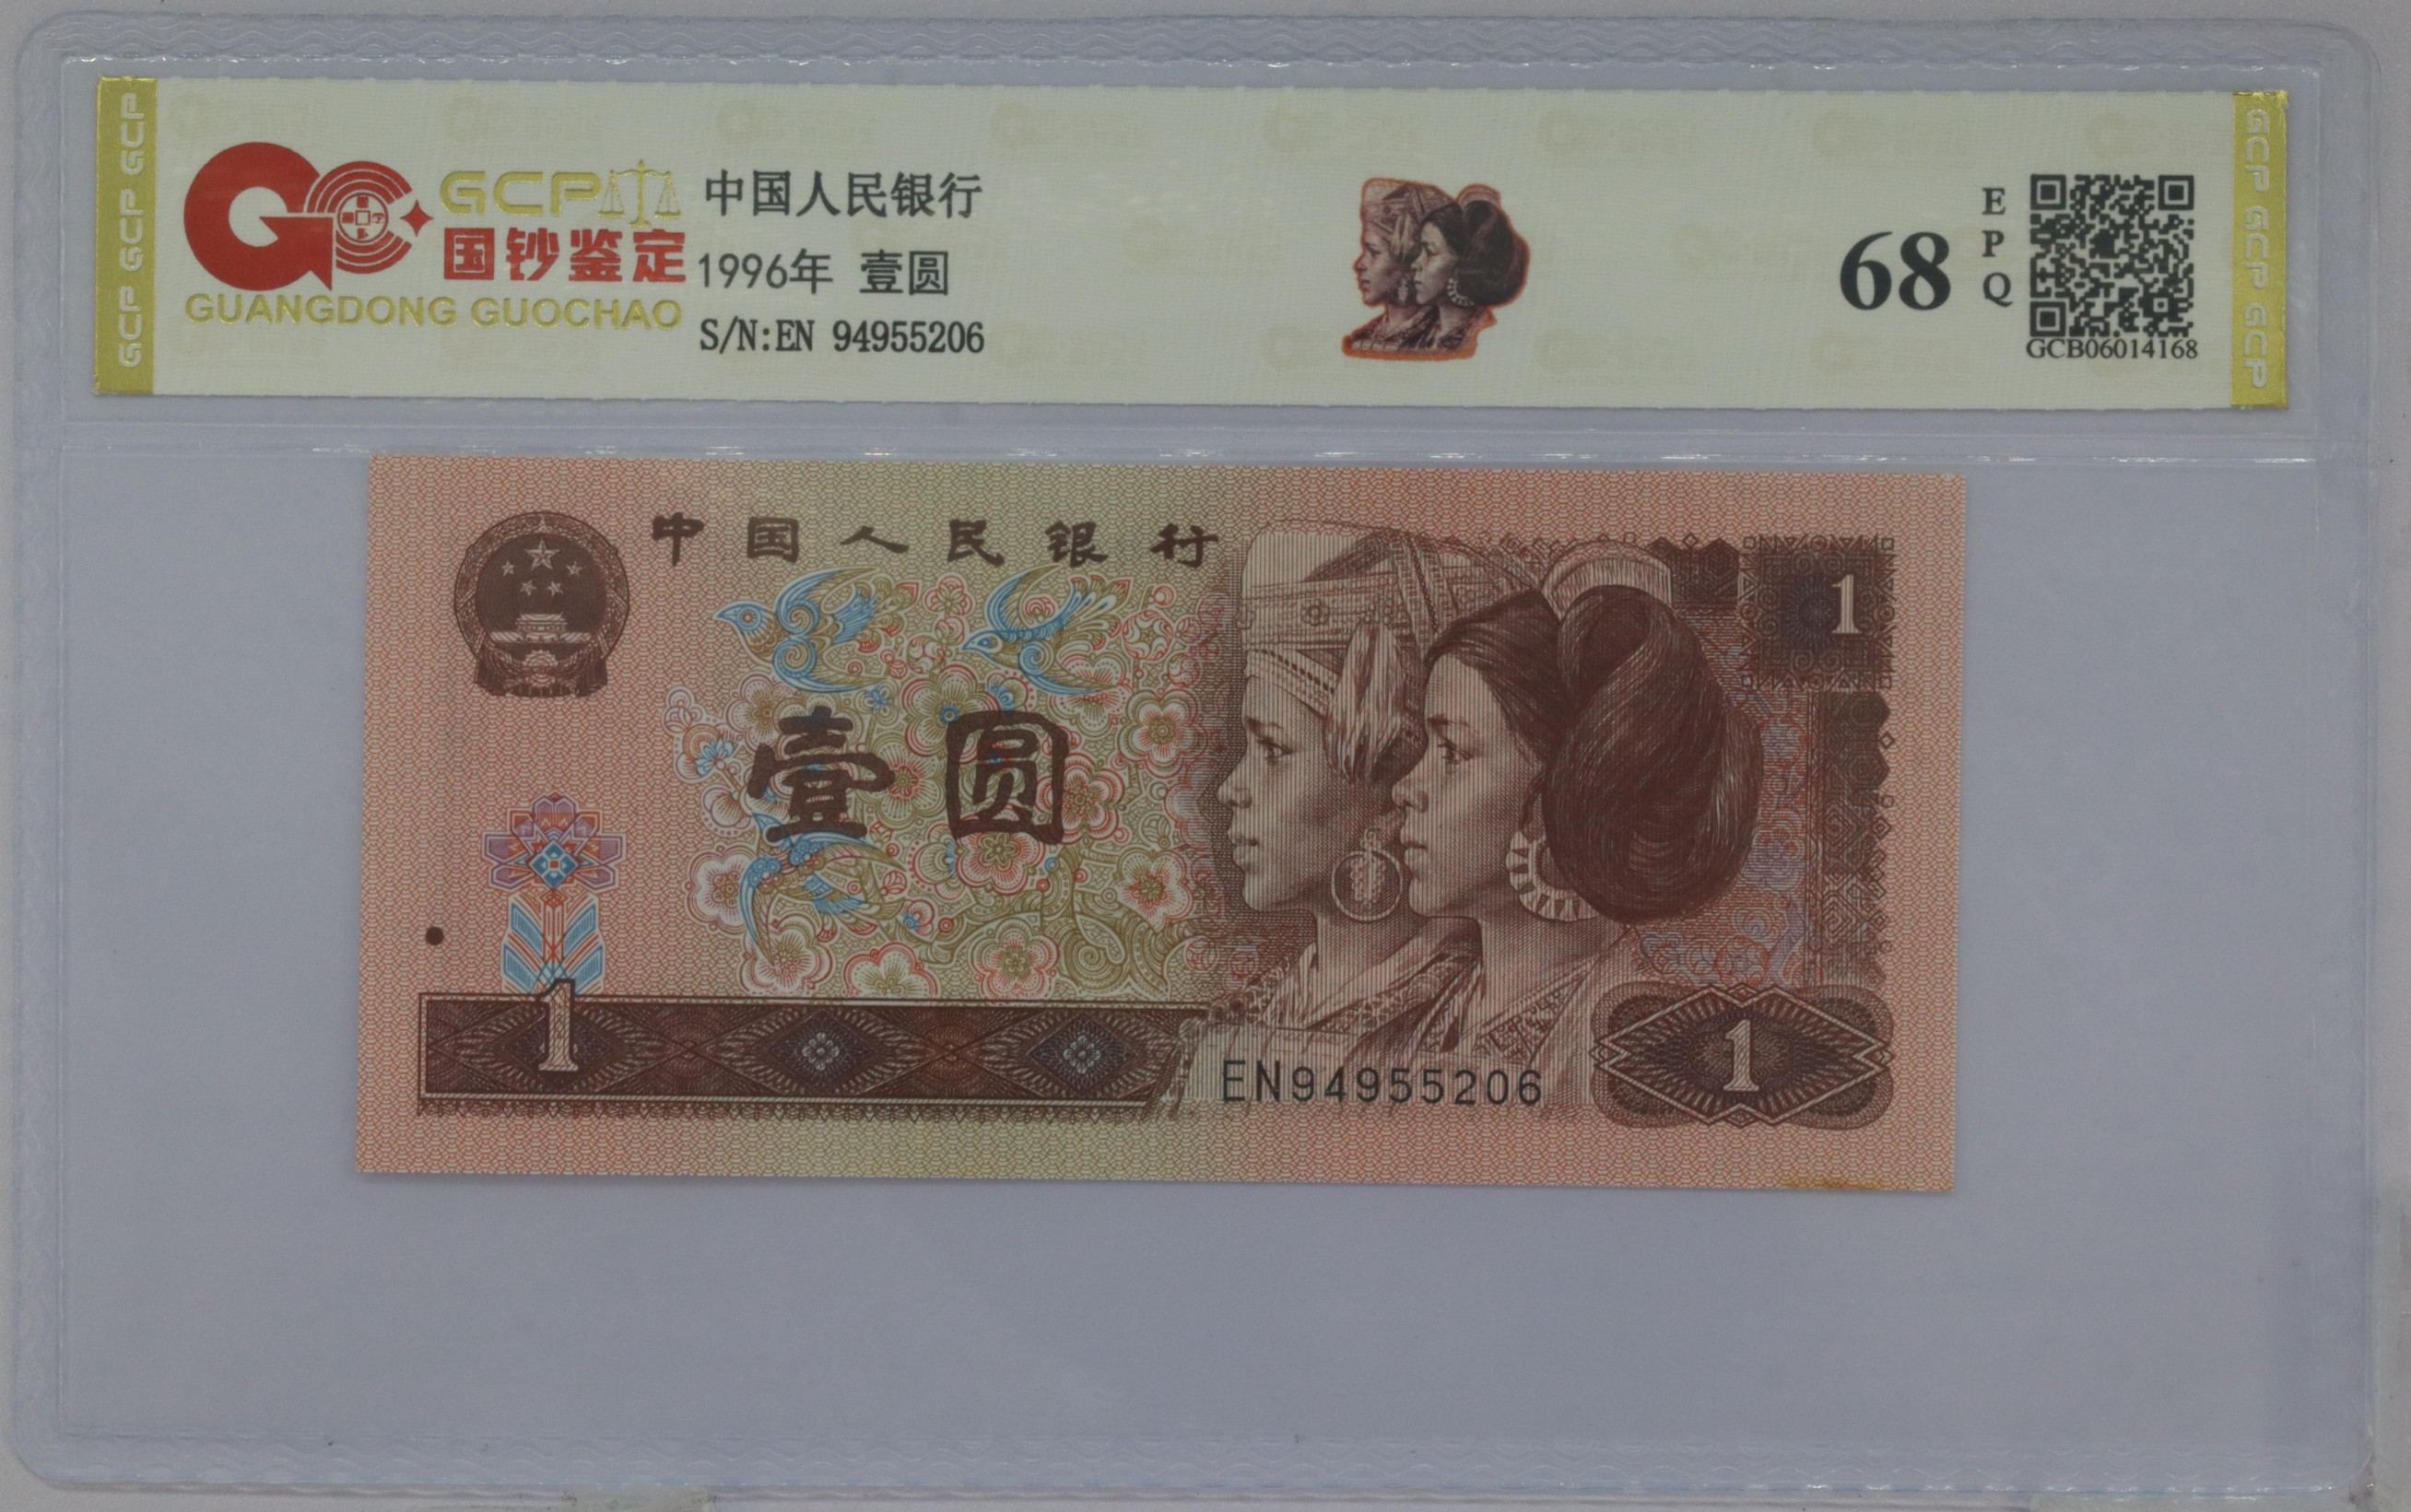 GCP GCP GCP
GCP
国钞鉴定
GUANGDONG GUOCHAO
中国人民银行
1996年 壹圆
S/N:EN 94955206
68
E
P
Q
GCB06014168
GCP GCP GCP
中国人民银行
1
壹圆
1
EN94955206
1